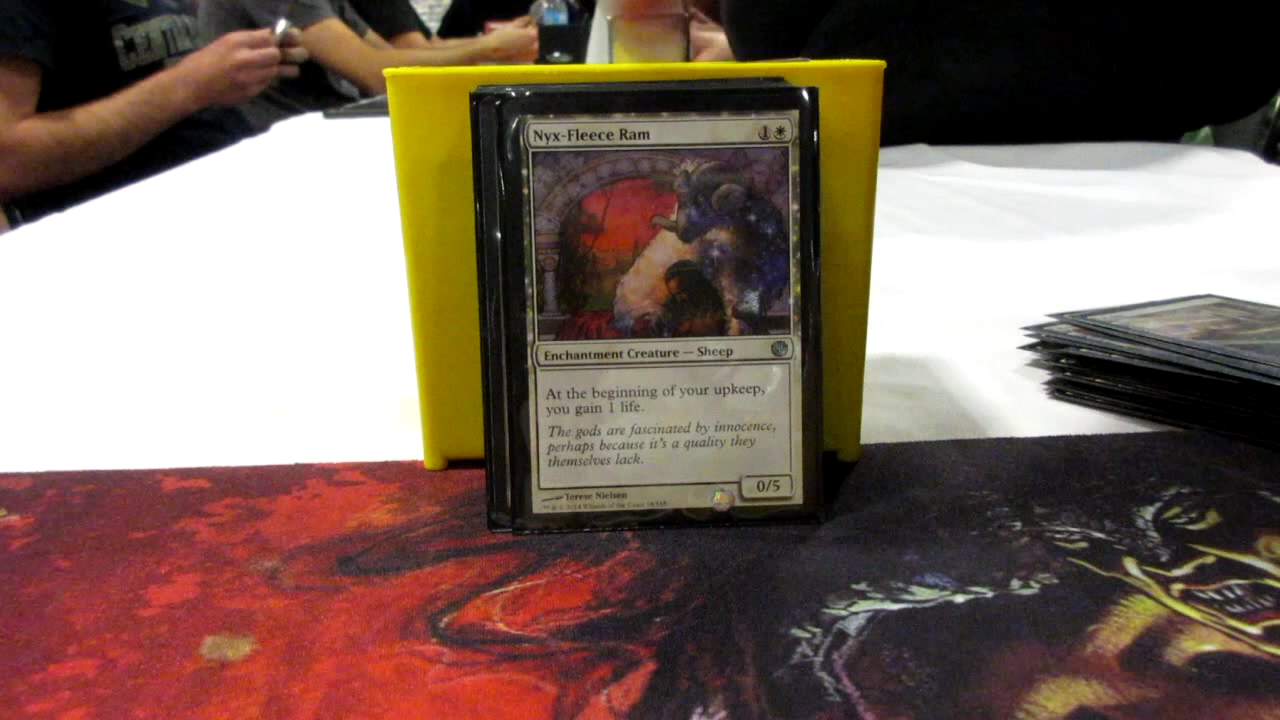 Nyx-Fleece Ram 1
Enchantment Creature — Sheep
At the beginning of your upkeep,
you gain 1 life.
The gods are fascinated by innocence,
perhaps because it's a quality they
themselves lack.
0/5
Terese Nielsen